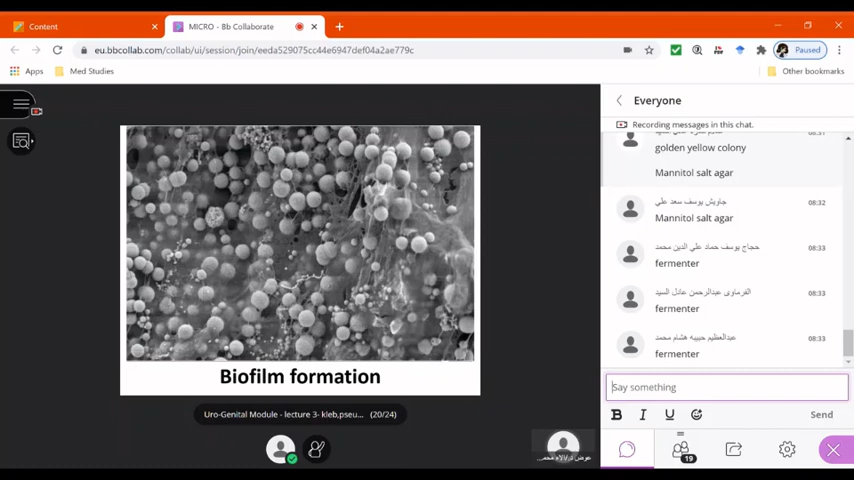 Content
MICRO - Bb Collaborate
eu.bbcollab.com/collab/ui/session/join/eeda529075cc44e6947def04a2ae779c
Paused
Apps
Med Studies
Other bookmarks
Everyone
Recording messages in this chat.
golden yellow colony
Mannitol salt agar
جاويش يوسف سعد علي
08:32
Mannitol salt agar
حجاج يوسف حماد علي الدين محمد
08:33
fermenter
الفرماوى عبدالرحمن عادل السيد
08:33
fermenter
عبدالعظيم حبيبه هشام محمد
08:33
fermenter
Biofilm formation
Uro-Genital Module - lecture 3- kleb,pseu... (20/24)
Say something
B I U
Send
19